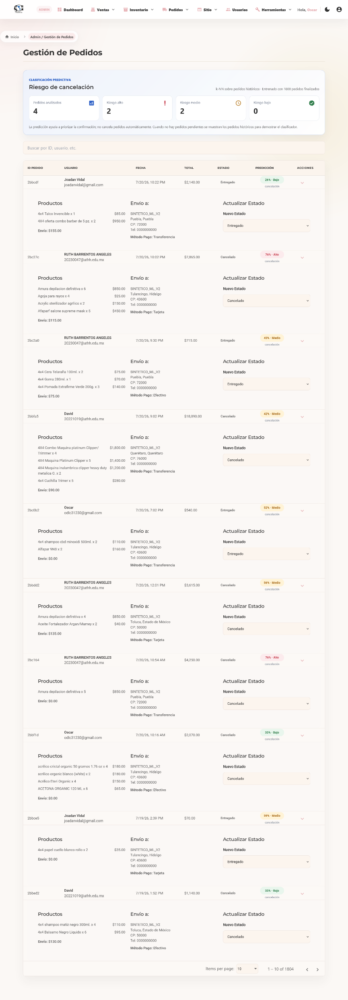 ADMIN Dashboard Ventas Inventario Pedidos Sitio Usuarios Herramientas Hola, Oscar
Inicio > Admin / Gestión de Pedidos
Gestión de Pedidos
CLASIFICACIÓN PREDICTIVA
Riesgo de cancelación
k-NN sobre pedidos históricos · Entrenado con 1800 pedidos finalizados
Pedidos analizados
4
Riesgo alto
2
Riesgo medio
2
Riesgo bajo
0
La predicción ayuda a priorizar la confirmación; no cancela pedidos automáticamente. Cuando no hay pedidos pendientes se muestran los pedidos históricos para demostrar el clasificador.
Buscar por ID, usuario, etc.
ID PEDIDO USUARIO FECHA TOTAL ESTADO PREDICCIÓN ACCIONES
2bbcdf Joadan Vidal 7/20/26, 10:22 PM $2,140.00 Entregado 26% · Bajo
joadanvidal@gmail.com cancelación
Productos
4x4 Talco Invencible x 1 $85.00
4X4 oferta combo barber de 5 pz. x 2 $950.00
Envío: $155.00
Envío a:
SINTETICO_ML_V2
Puebla, Puebla
CP: 72000
Tel: 0000000000
Método Pago: Transferencia
Actualizar Estado
Nuevo Estado
Entregado
2bc27c RUTH BARRIENTOS ANGELES 7/20/26, 10:02 PM $7,865.00 Cancelado 76% · Alto
20230047@uthh.edu.mx cancelación
Productos
Amura depilacion definitiva x 6 $850.00
Agoja para rayos x 4 $25.00
Acrylic sterilizador agrilico x 2 $150.00
Afaparf salone supreme mask x 5 $450.00
Envío: $115.00
Envío a:
SINTETICO_ML_V2
Tulancingo, Hidalgo
CP: 43600
Tel: 0000000000
Método Pago: Tarjeta
Actualizar Estado
Nuevo Estado
Cancelado
2bc2a0 RUTH BARRIENTOS ANGELES 7/20/26, 9:30 PM $715.00 Entregado 43% · Medio
20230047@uthh.edu.mx cancelación
Productos
4x4 Cera Telaraña 100ml. x 2 $75.00
4x4 Goma 280ml. x 1 $70.00
4x4 Pomada Extrafirme Verde 200g. x 3 $140.00
Envío: $75.00
Envío a:
SINTETICO_ML_V2
Puebla, Puebla
CP: 72000
Tel: 0000000000
Método Pago: Efectivo
Actualizar Estado
Nuevo Estado
Entregado
2bbfa5 David 7/20/26, 9:02 PM $18,090.00 Cancelado 42% · Medio
20221019@uthh.edu.mx cancelación
Productos
4X4 Combo Maquina platinum Clipper/ $1,800.00
Trimmer x 4
4X4 Maquina Platinum Clipper x 5 $1,400.00
4X4 Maquina inalambrica clipper heavy duty $1,200.00
metalica G. x 2
4x4 Cuchilla Trimer x 5 $280.00
Envío: $90.00
Envío a:
SINTETICO_ML_V2
Querétaro, Querétaro
CP: 76000
Tel: 0000000000
Método Pago: Transferencia
Actualizar Estado
Nuevo Estado
Cancelado
2bc0b2 Oscar 7/20/26, 7:02 PM $540.00 Entregado 52% · Medio
odlc31230@gmail.com cancelación
Productos
4x4 shampoo cbd minoxidi 500ml. x 2 $110.00
Alfapar 9NB x 2 $160.00
Envío: $0.00
Envío a:
SINTETICO_ML_V2
Tulancingo, Hidalgo
CP: 43600
Tel: 0000000000
Método Pago: Transferencia
Actualizar Estado
Nuevo Estado
Entregado
2bbdd2 RUTH BARRIENTOS ANGELES 7/20/26, 12:01 PM $3,615.00 Cancelado 56% · Medio
20230047@uthh.edu.mx cancelación
Productos
Amura depilacion definitiva x 4 $850.00
Aceite Fortalezador Argan/Mamey x 2 $40.00
Envío: $135.00
Envío a:
SINTETICO_ML_V2
Toluca, Estado de México
CP: 50000
Tel: 0000000000
Método Pago: Tarjeta
Actualizar Estado
Nuevo Estado
Cancelado
2bc164 RUTH BARRIENTOS ANGELES 7/20/26, 10:54 AM $4,250.00 Cancelado 76% · Alto
20230047@uthh.edu.mx cancelación
Productos
Amura depilacion definitiva x 5 $850.00
Envío: $0.00
Envío a:
SINTETICO_ML_V2
Puebla, Puebla
CP: 72000
Tel: 0000000000
Método Pago: Transferencia
Actualizar Estado
Nuevo Estado
Cancelado
2bbf1d Oscar 7/20/26, 10:16 AM $2,070.00 Cancelado 33% · Bajo
odlc31230@gmail.com cancelación
Productos
acrílico cristal organic 50 gramos 1.76 oz x 4 $180.00
acrílico organic blanco (white) x 2 $180.00
Acrílico Eteri Organic x 4 $150.00
ACETONA ORGANIC 120 ML x 6 $65.00
Envío: $0.00
Envío a:
SINTETICO_ML_V2
Tulancingo, Hidalgo
CP: 43600
Tel: 0000000000
Método Pago: Efectivo
Actualizar Estado
Nuevo Estado
Cancelado
2bbce5 Joadan Vidal 7/19/26, 2:39 PM $70.00 Entregado 59% · Medio
joadanvidal@gmail.com cancelación
Productos
4x4 papel cuello blanco rollo x 2 $35.00
Envío: $0.00
Envío a:
SINTETICO_ML_V2
Tulancingo, Hidalgo
CP: 43600
Tel: 0000000000
Método Pago: Tarjeta
Actualizar Estado
Nuevo Estado
Entregado
2bbed2 David 7/19/26, 1:52 PM $1,140.00 Cancelado 33% · Bajo
20221019@uthh.edu.mx cancelación
Productos
4x4 shampoo matiz negro 300ml. x 4 $110.00
4x4 Balsamo Negro Liquido x 6 $95.00
Envío: $130.00
Envío a:
SINTETICO_ML_V2
Toluca, Estado de México
CP: 50000
Tel: 0000000000
Método Pago: Efectivo
Actualizar Estado
Nuevo Estado
Cancelado
Items per page: 10 1 – 10 of 1804